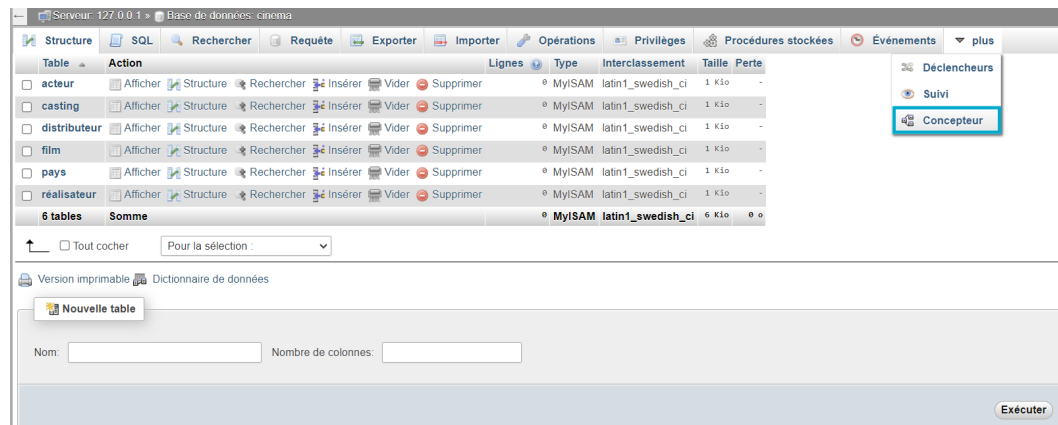 Serveur: 127.0.0.1 » Base de données: cinema
Structure SQL Rechercher Requête Exporter Importer Opérations Privilèges Procédures stockées Événements plus
Déclencheurs
Suivi
Concepteur
Table Action Lignes Type Interclassement Taille Perte
acteur Afficher Structure Rechercher Insérer Vider Supprimer 0 MyISAM latin1_swedish_ci 1 Kio -
casting Afficher Structure Rechercher Insérer Vider Supprimer 0 MyISAM latin1_swedish_ci 1 Kio -
distributeur Afficher Structure Rechercher Insérer Vider Supprimer 0 MyISAM latin1_swedish_ci 1 Kio -
film Afficher Structure Rechercher Insérer Vider Supprimer 0 MyISAM latin1_swedish_ci 1 Kio -
pays Afficher Structure Rechercher Insérer Vider Supprimer 0 MyISAM latin1_swedish_ci 1 Kio -
réalisateur Afficher Structure Rechercher Insérer Vider Supprimer 0 MyISAM latin1_swedish_ci 1 Kio -
6 tables Somme 0 MyISAM latin1_swedish_ci 6 Kio 0 o
Tout cocher Pour la sélection :
Version imprimable Dictionnaire de données
Nouvelle table
Nom: Nombre de colonnes:
Exécuter